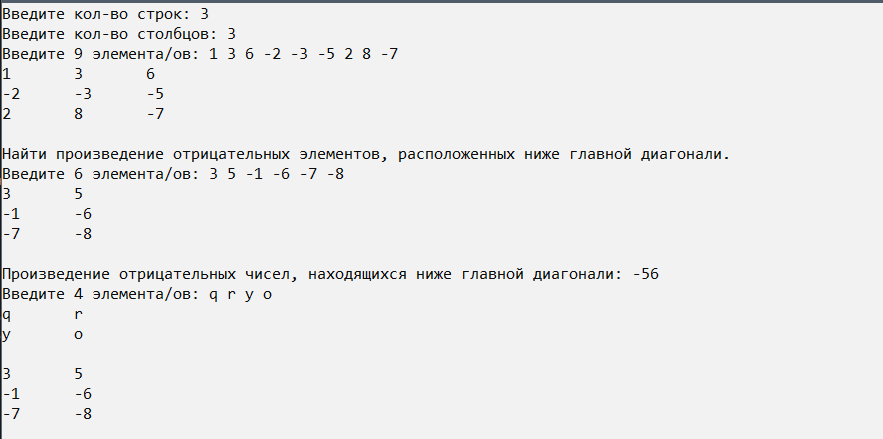 Введите кол-во строк: 3
Введите кол-во столбцов: 3
Введите 9 элемента/ов: 1 3 6 -2 -3 -5 2 8 -7
1 3 6
-2 -3 -5
2 8 -7
Найти произведение отрицательных элементов, расположенных ниже главной диагонали.
Введите 6 элемента/ов: 3 5 -1 -6 -7 -8
3 5
-1 -6
-7 -8
Произведение отрицательных чисел, находящихся ниже главной диагонали: -56
Введите 4 элемента/ов: q r y o
q r
y o
3 5
-1 -6
-7 -8